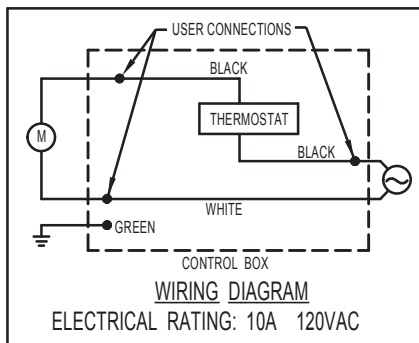 USER CONNECTIONS
BLACK
THERMOSTAT
M
BLACK
WHITE
GREEN
CONTROL BOX
WIRING DIAGRAM
ELECTRICAL RATING: 10A 120VAC